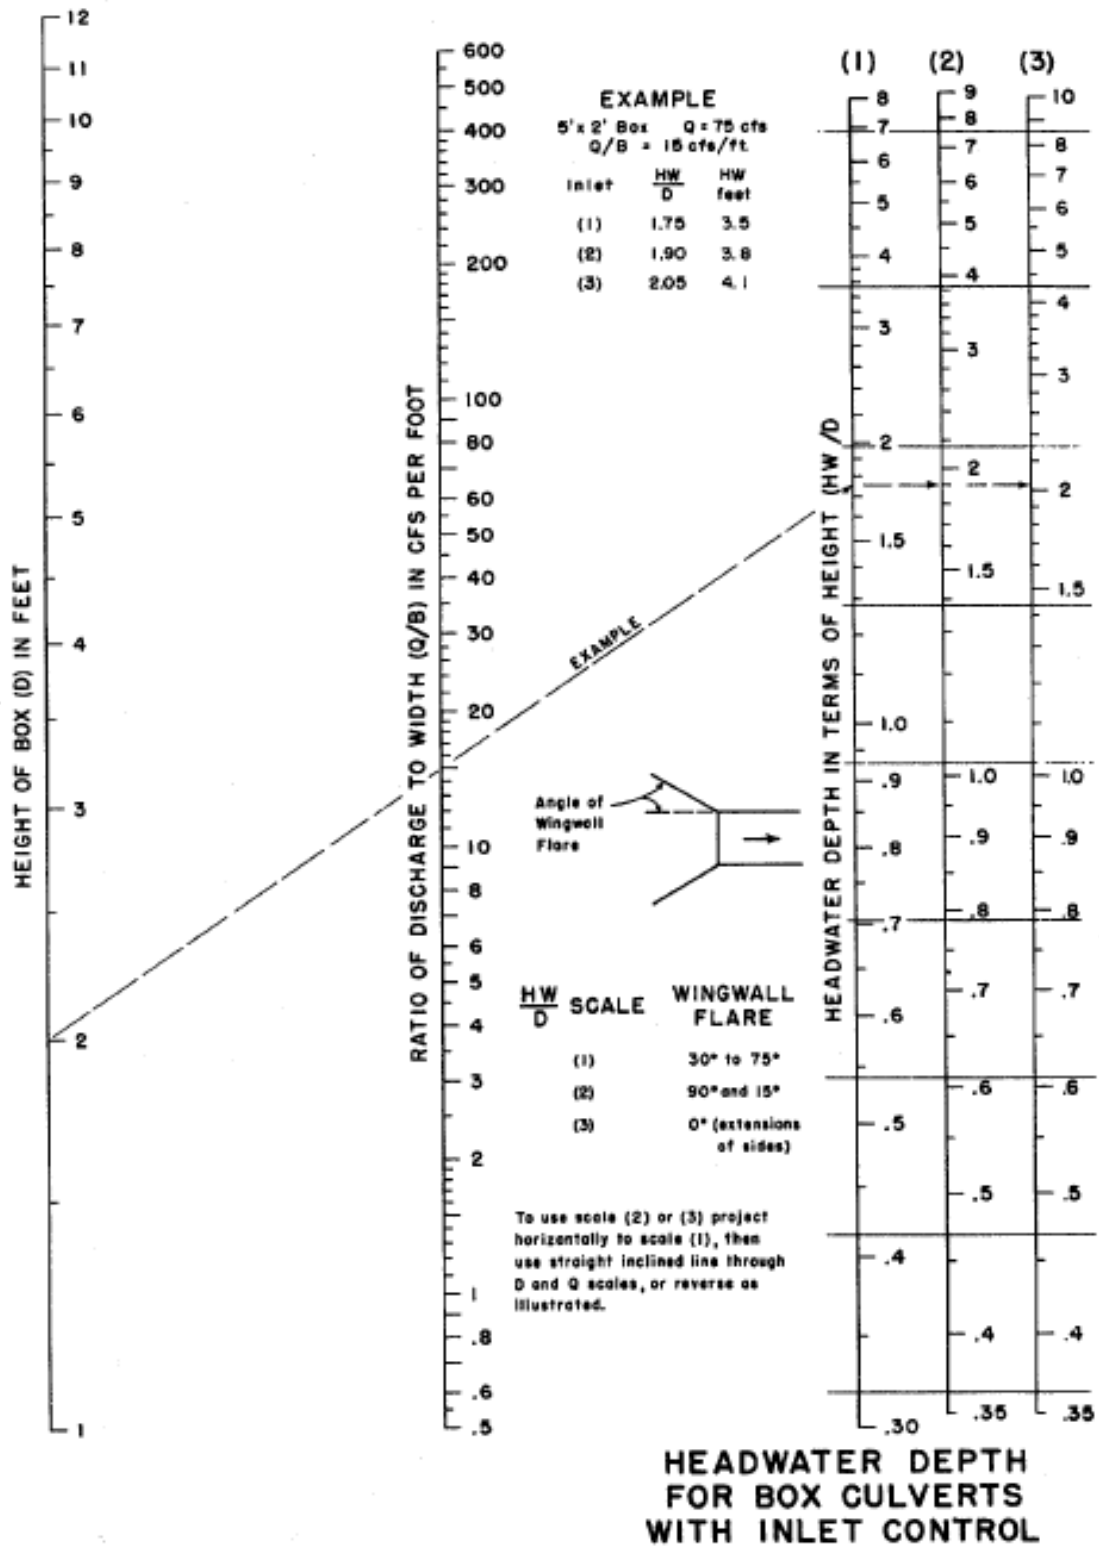 (1) (2) (3)
EXAMPLE
5' x 2' Box Q = 75 cfs
Q/B = 15 cfs/ft.
Inlet HW/D HW feet
(1) 1.75 3.5
(2) 1.90 3.8
(3) 2.05 4.1
HEIGHT OF BOX (D) IN FEET
12
11
10
9
8
7
6
5
4
3
2
1
RATIO OF DISCHARGE TO WIDTH (Q/B) IN CFS PER FOOT
600
500
400
300
200
100
80
60
50
40
30
20
10
8
6
5
4
3
2
1
.8
.6
.5
EXAMPLE
Angle of
Wingwall
Flare
HW/D SCALE WINGWALL
FLARE
(1) 30° to 75°
(2) 90° and 15°
(3) 0° (extensions
of sides)
To use scale (2) or (3) project
horizontally to scale (1), then
use straight inclined line through
D and Q scales, or reverse as
illustrated.
HEADWATER DEPTH IN TERMS OF HEIGHT (HW/D
8
7
6
5
4
3
2
1.5
1.0
.9
.8
.7
.6
.5
.4
.30
9
8
7
6
5
4
3
2
1.5
1.0
.9
.8
.7
.6
.5
.4
.35
10
8
7
6
5
4
3
2
1.5
1.0
.9
.8
.7
.6
.5
.4
.35
HEADWATER DEPTH
FOR BOX CULVERTS
WITH INLET CONTROL